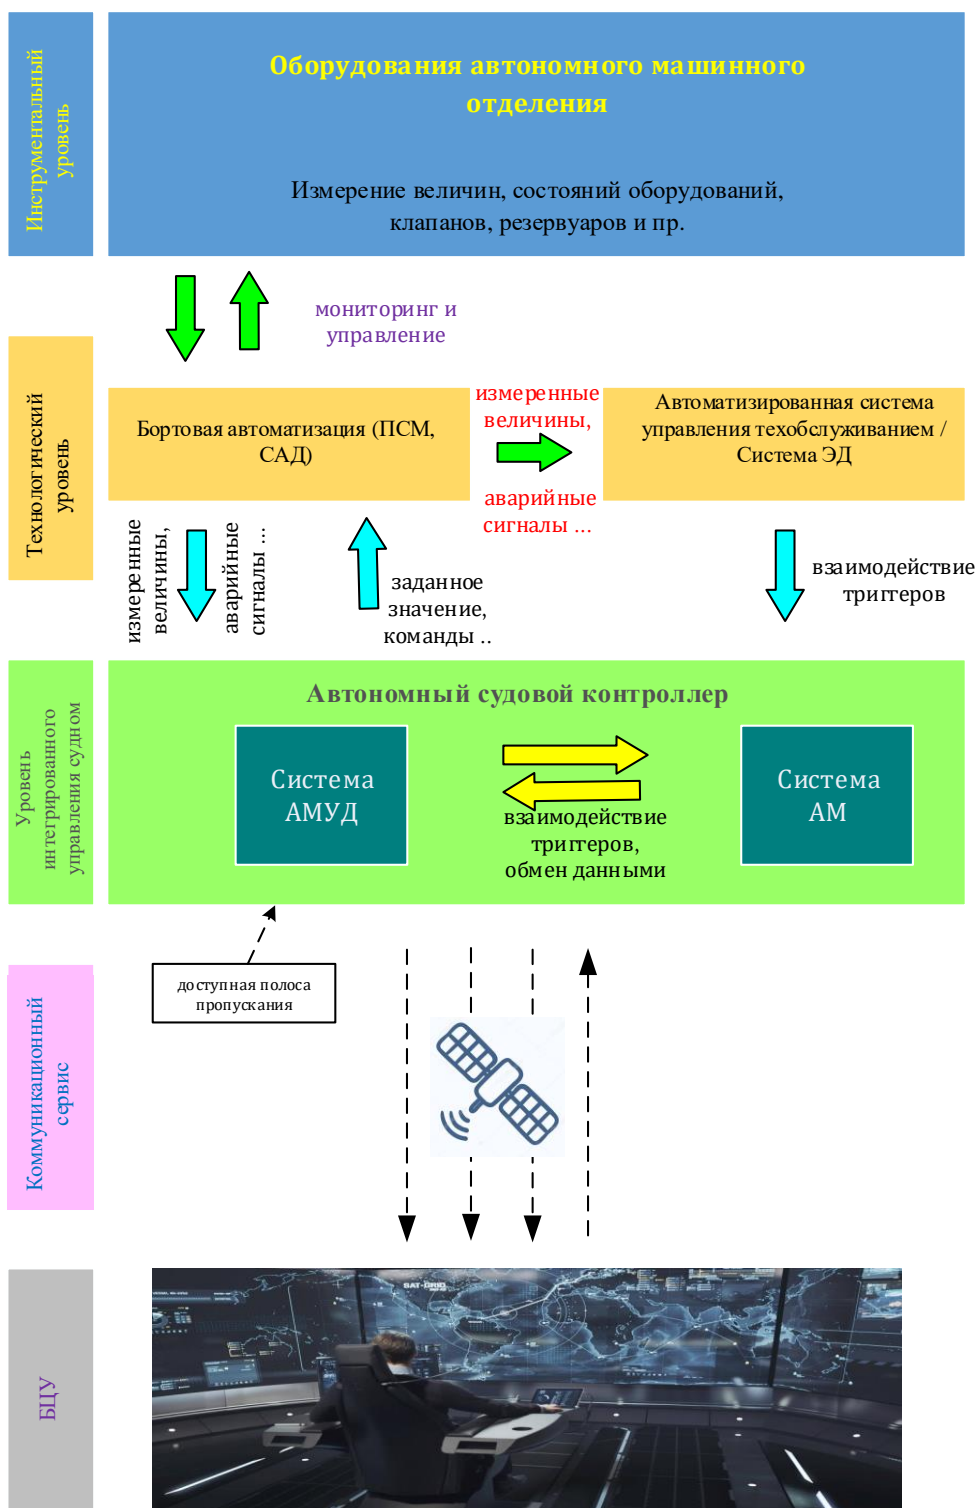 Инструментальный
уровень
Оборудования автономного машинного
отделения
Измерение величин, состояний оборудований,
клапанов, резервуаров и пр.
мониторинг и
управление
Технологический
уровень
Бортовая автоматизация (ПСМ,
САД)
измеренные
величины,
аварийные
сигналы ...
Автоматизированная система
управления техобслуживанием /
Система ЭД
измеренные
величины,
аварийные
сигналы ...
заданное
значение,
команды ..
взаимодействие
триггеров
Уровень
интегрированного
управления судном
Автономный судовой контроллер
Система
АМУД
взаимодействие
триггеров,
обмен данными
Система
АМ
доступная полоса
пропускания
Коммуникационный
сервис
БЦУ
SAT-GRID